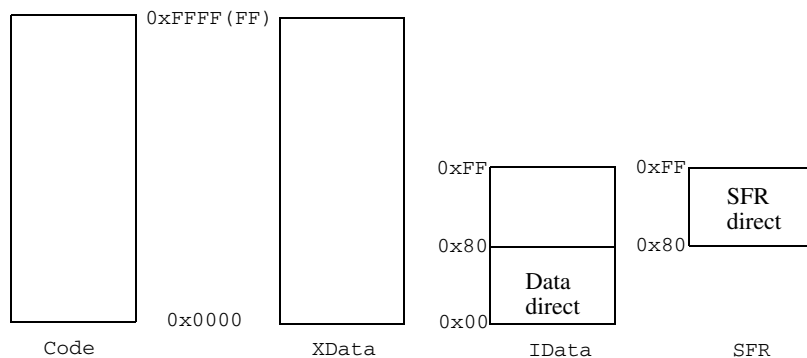 0xFFFF(FF)
0xFF
0xFF
SFR
direct
0x80
0x80
Data
direct
0x0000
0x00
Code
XData
IData
SFR